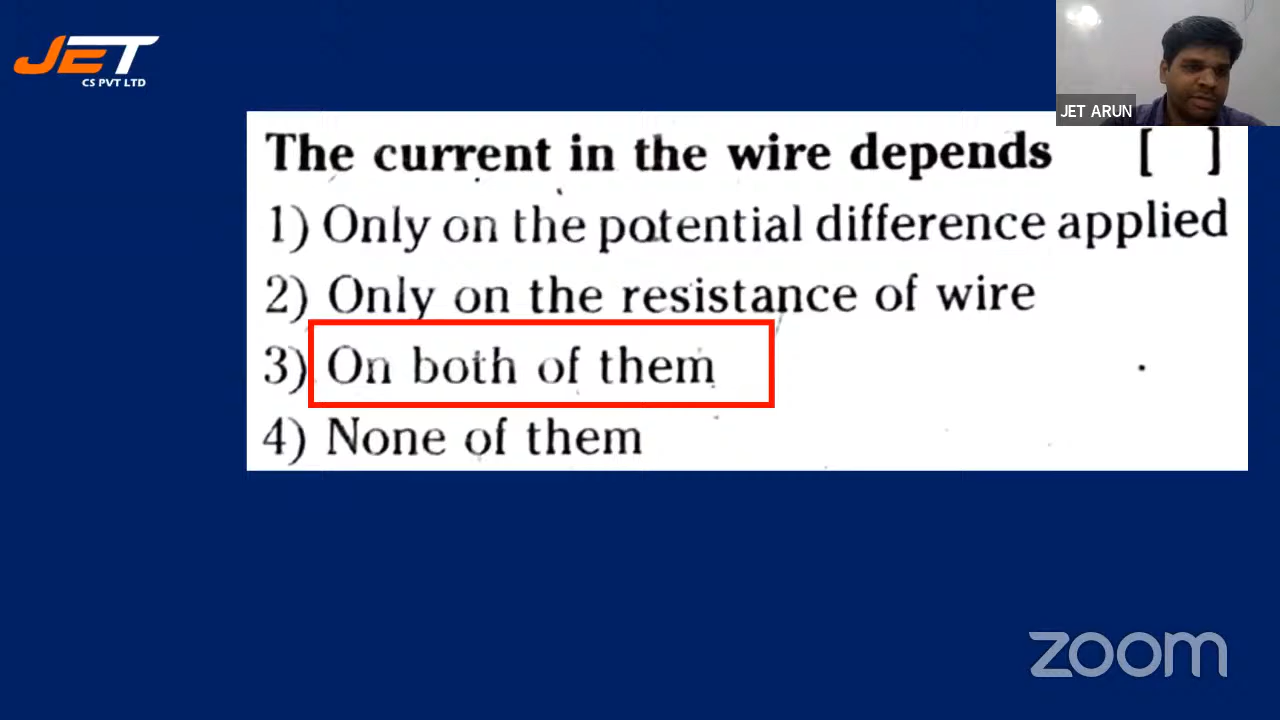 JET
CS PVT LTD
JET ARUN
The current in the wire depends [ ]
1) Only on the potential difference applied
2) Only on the resistance of wire
3) On both of them
4) None of them
zoom